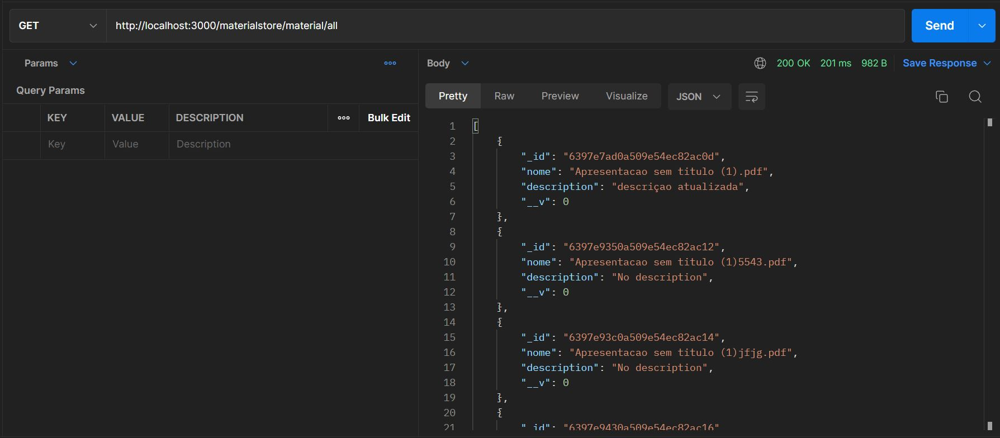 GET http://localhost:3000/materialstore/material/all Send
Params
Query Params
KEY VALUE DESCRIPTION Bulk Edit
Key Value Description
Body 200 OK 201 ms 982 B Save Response
Pretty Raw Preview Visualize JSON
1 [
2 {
3 "_id": "6397e7ad0a509e54ec82ac0d",
4 "nome": "Apresentacao sem titulo (1).pdf",
5 "description": "descriçao atualizada",
6 "__v": 0
7 },
8 {
9 "_id": "6397e9350a509e54ec82ac12",
10 "nome": "Apresentacao sem titulo (1)5543.pdf",
11 "description": "No description",
12 "__v": 0
13 },
14 {
15 "_id": "6397e93c0a509e54ec82ac14",
16 "nome": "Apresentacao sem titulo (1)jfjg.pdf",
17 "description": "No description",
18 "__v": 0
19 },
20 {
21 "_id": "6397e9430a509e54ec82ac16"